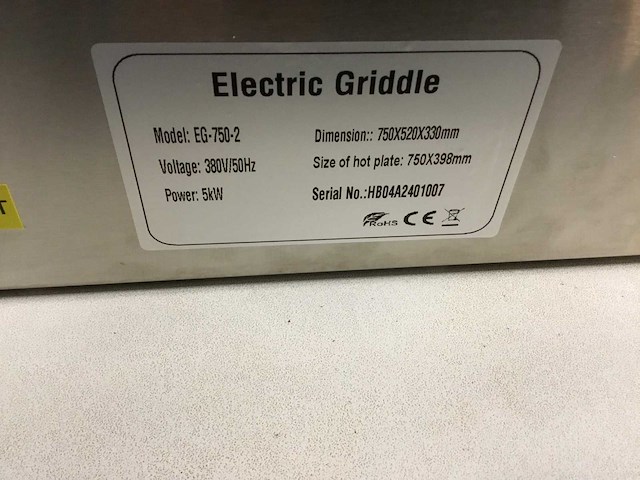 Electric Griddle
Model: EG-750-2
Voltage: 380V/50Hz
Power: 5kW
Dimension:: 750X520X330mm
Size of hot plate: 750X398mm
Serial No.:HB04A2401007
RoHS CE
T